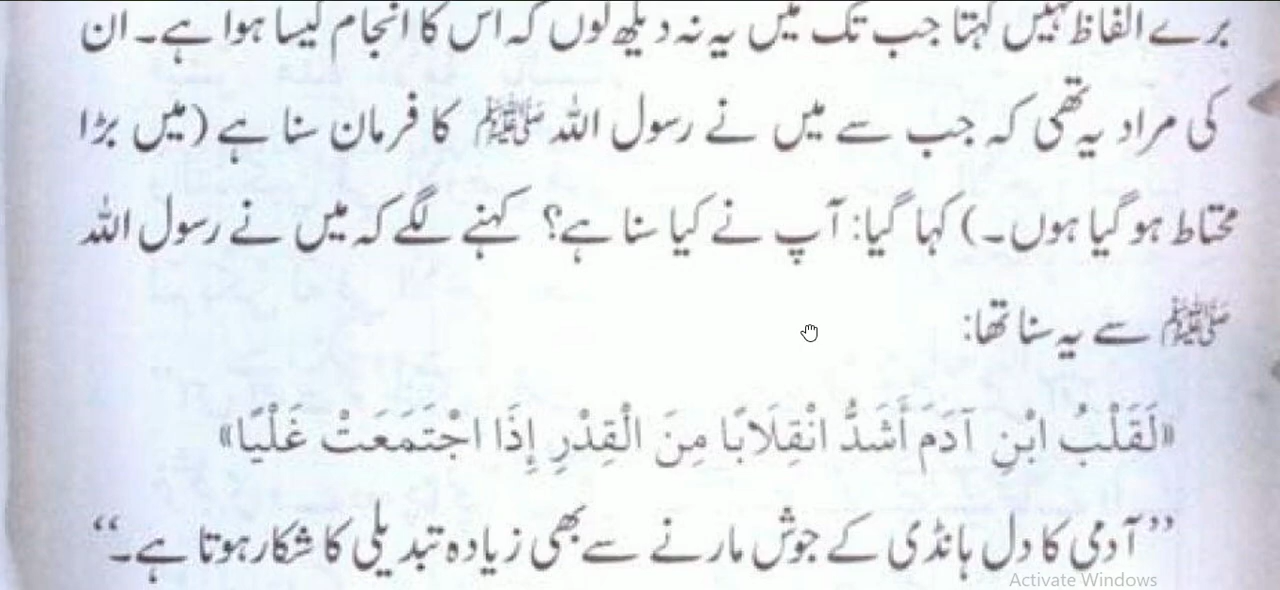 برے الفاظ نہیں کہتا جب تک میں یہ نہ دیکھ لوں کہ اس کا انجام کیسا ہوا ہے۔ ان
کی مراد یہ تھی کہ جب سے میں نے رسول اللہ ﷺ کا فرمان سنا ہے (میں بڑا
محتاط ہو گیا ہوں۔) کہا گیا: آپ نے کیا سنا ہے؟ کہنے لگے کہ میں نے رسول اللہ
ﷺ سے یہ سنا تھا:
«لَقَلْبُ ابْنِ آدَمَ أَشَدُّ انْقِلَابًا مِنَ الْقِدْرِ إِذَا اجْتَمَعَتْ غَلْيًا»
”آدمی کا دل ہانڈی کے جوش مارنے سے بھی زیادہ تبدیلی کا شکار ہوتا ہے۔“
Activate Windows